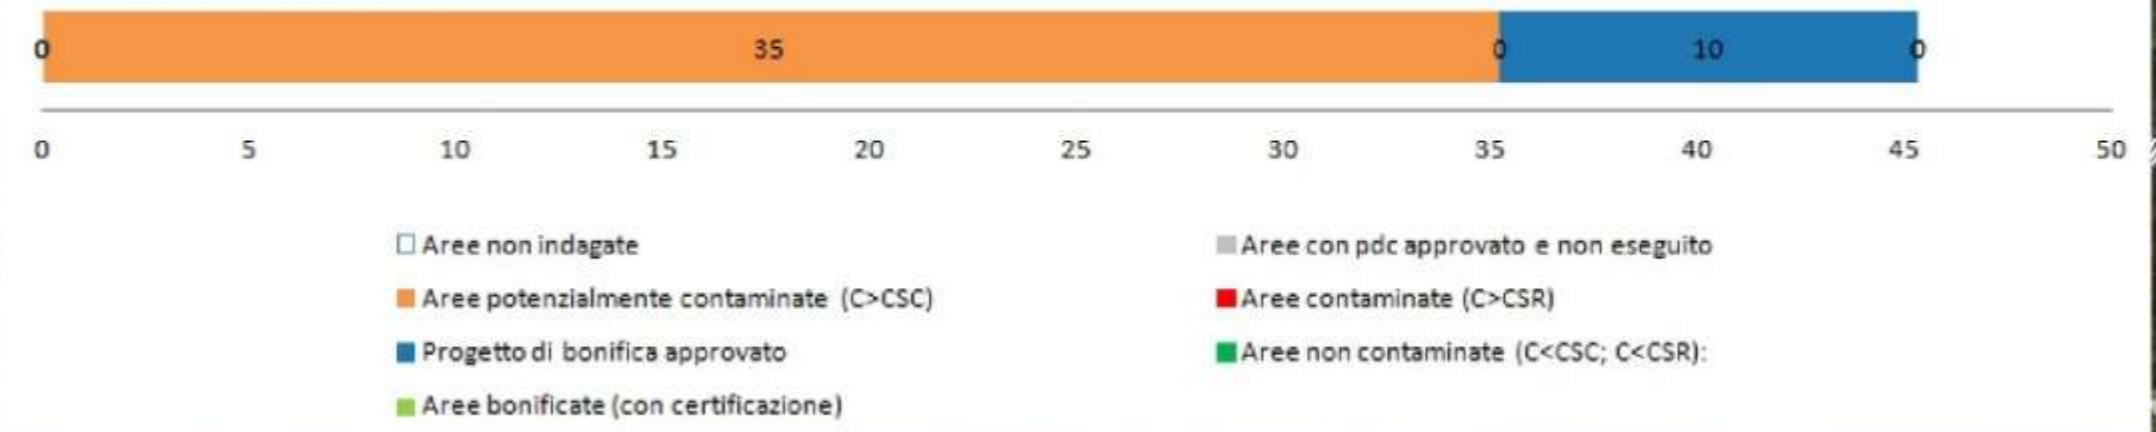 0 35 0 10 0
0 5 10 15 20 25 30 35 40 45 50
Aree non indagate
Aree con pdc approvato e non eseguito
Aree potenzialmente contaminate (C>CSC)
Aree contaminate (C>CSR)
Progetto di bonifica approvato
Aree non contaminate (C<CSC; C<CSR):
Aree bonificate (con certificazione)